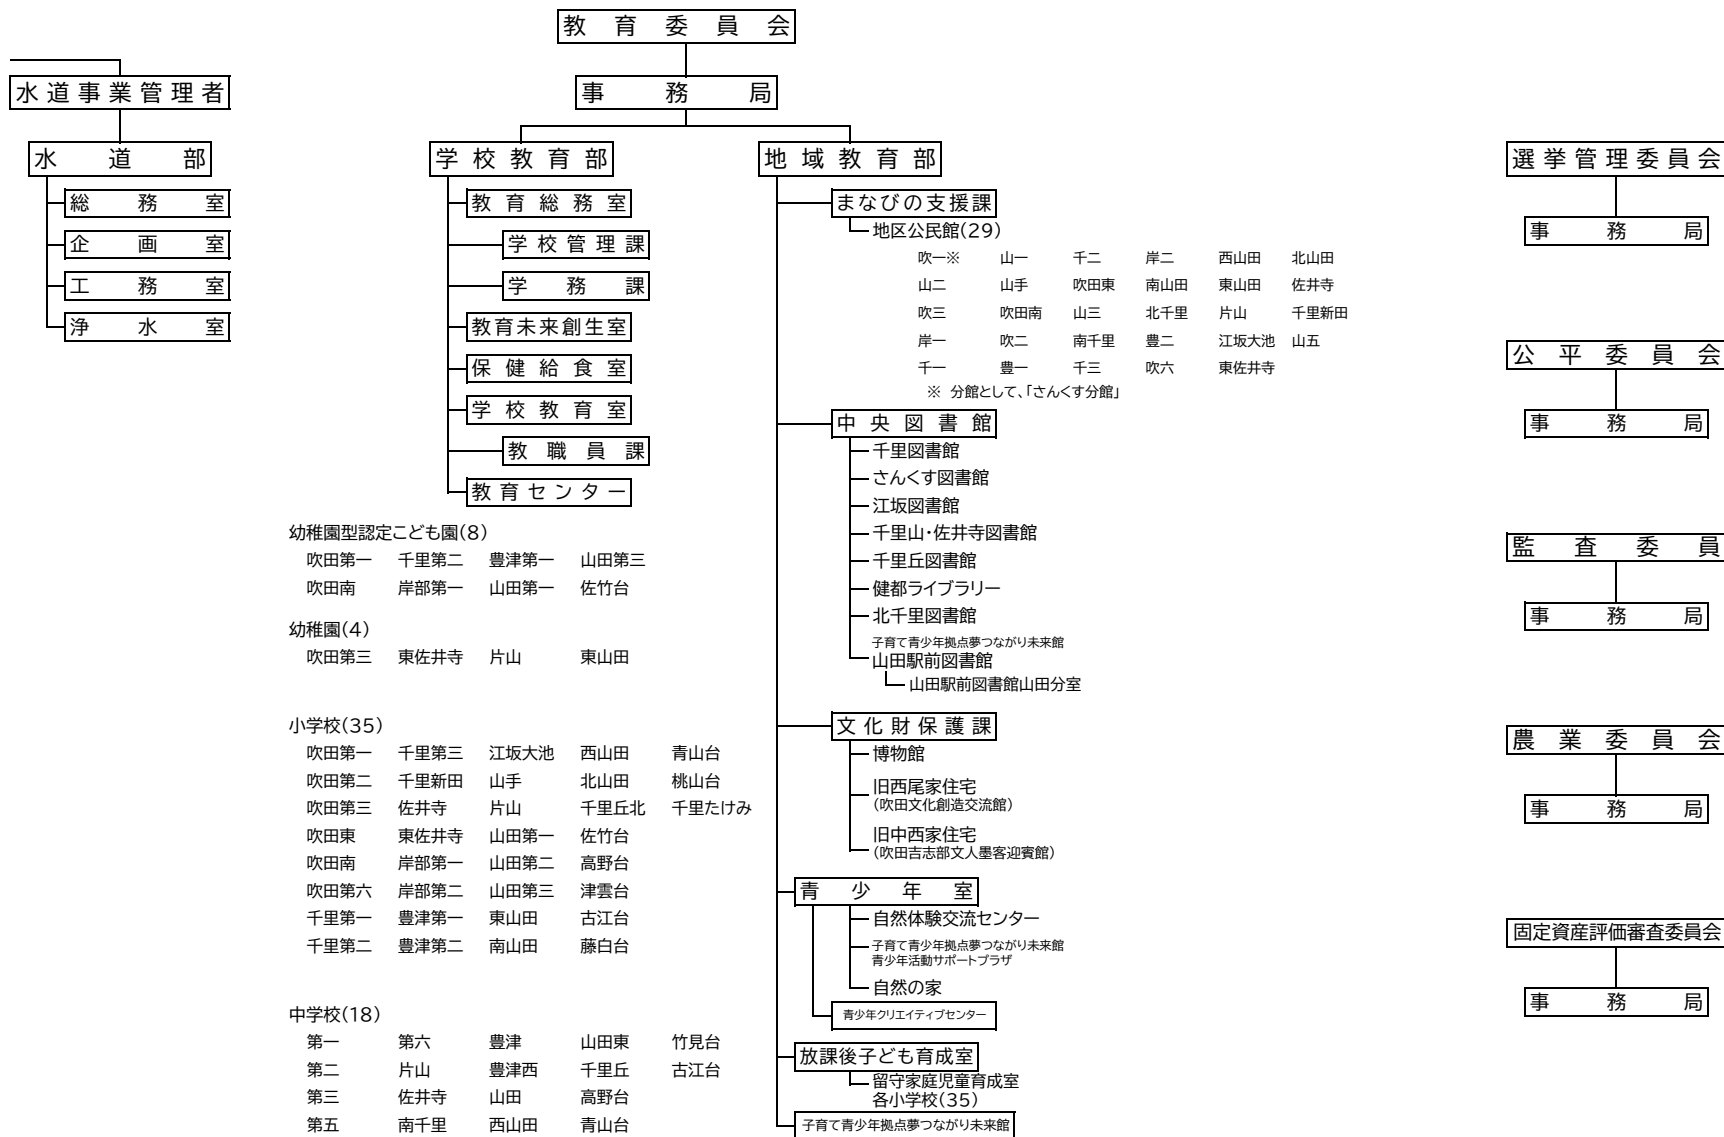 教育委員会
事務局
水道事業管理者
水道部
総務室
企画室
工務室
浄水室
学校教育部
教育総務室
学校管理課
学務課
教育未来創生室
保健給食室
学校教育室
教職員課
教育センター
幼稚園型認定こども園(8)
吹田第一 千里第二 豊津第一 山田第三
吹田南 岸部第一 山田第一 佐竹台
幼稚園(4)
吹田第三 東佐井寺 片山 東山田
小学校(35)
吹田第一 千里第三 江坂大池 西山田 青山台
吹田第二 千里新田 山手 北山田 桃山台
吹田第三 佐井寺 片山 千里丘北 千里たけみ
吹田東 東佐井寺 山田第一 佐竹台
吹田南 岸部第一 山田第二 高野台
吹田第六 岸部第二 山田第三 津雲台
千里第一 豊津第一 東山田 古江台
千里第二 豊津第二 南山田 藤白台
中学校(18)
第一 第六 豊津 山田東 竹見台
第二 片山 豊津西 千里丘 古江台
第三 佐井寺 山田 高野台
第五 南千里 西山田 青山台
地域教育部
まなびの支援課
地区公民館(29)
吹一※ 山一 千二 岸二 西山田 北山田
山二 山手 吹田東 南山田 東山田 佐井寺
吹三 吹田南 山三 北千里 片山 千里新田
岸一 吹二 南千里 豊二 江坂大池 山五
千一 豊一 千三 吹六 東佐井寺
※ 分館として、「さんくす分館」
中央図書館
千里図書館
さんくす図書館
江坂図書館
千里山・佐井寺図書館
千里丘図書館
健都ライブラリー
北千里図書館
子育て青少年拠点夢つながり未来館
山田駅前図書館
山田駅前図書館山田分室
文化財保護課
博物館
旧西尾家住宅
(吹田文化創造交流館)
旧中西家住宅
(吹田吉志部文人墨客迎賓館)
青少年室
自然体験交流センター
子育て青少年拠点夢つながり未来館
青少年活動サポートプラザ
自然の家
青少年クリエイティブセンター
放課後子ども育成室
留守家庭児童育成室
各小学校(35)
子育て青少年拠点夢つながり未来館
選挙管理委員会
事務局
公平委員会
事務局
監査委員
事務局
農業委員会
事務局
固定資産評価審査委員会
事務局